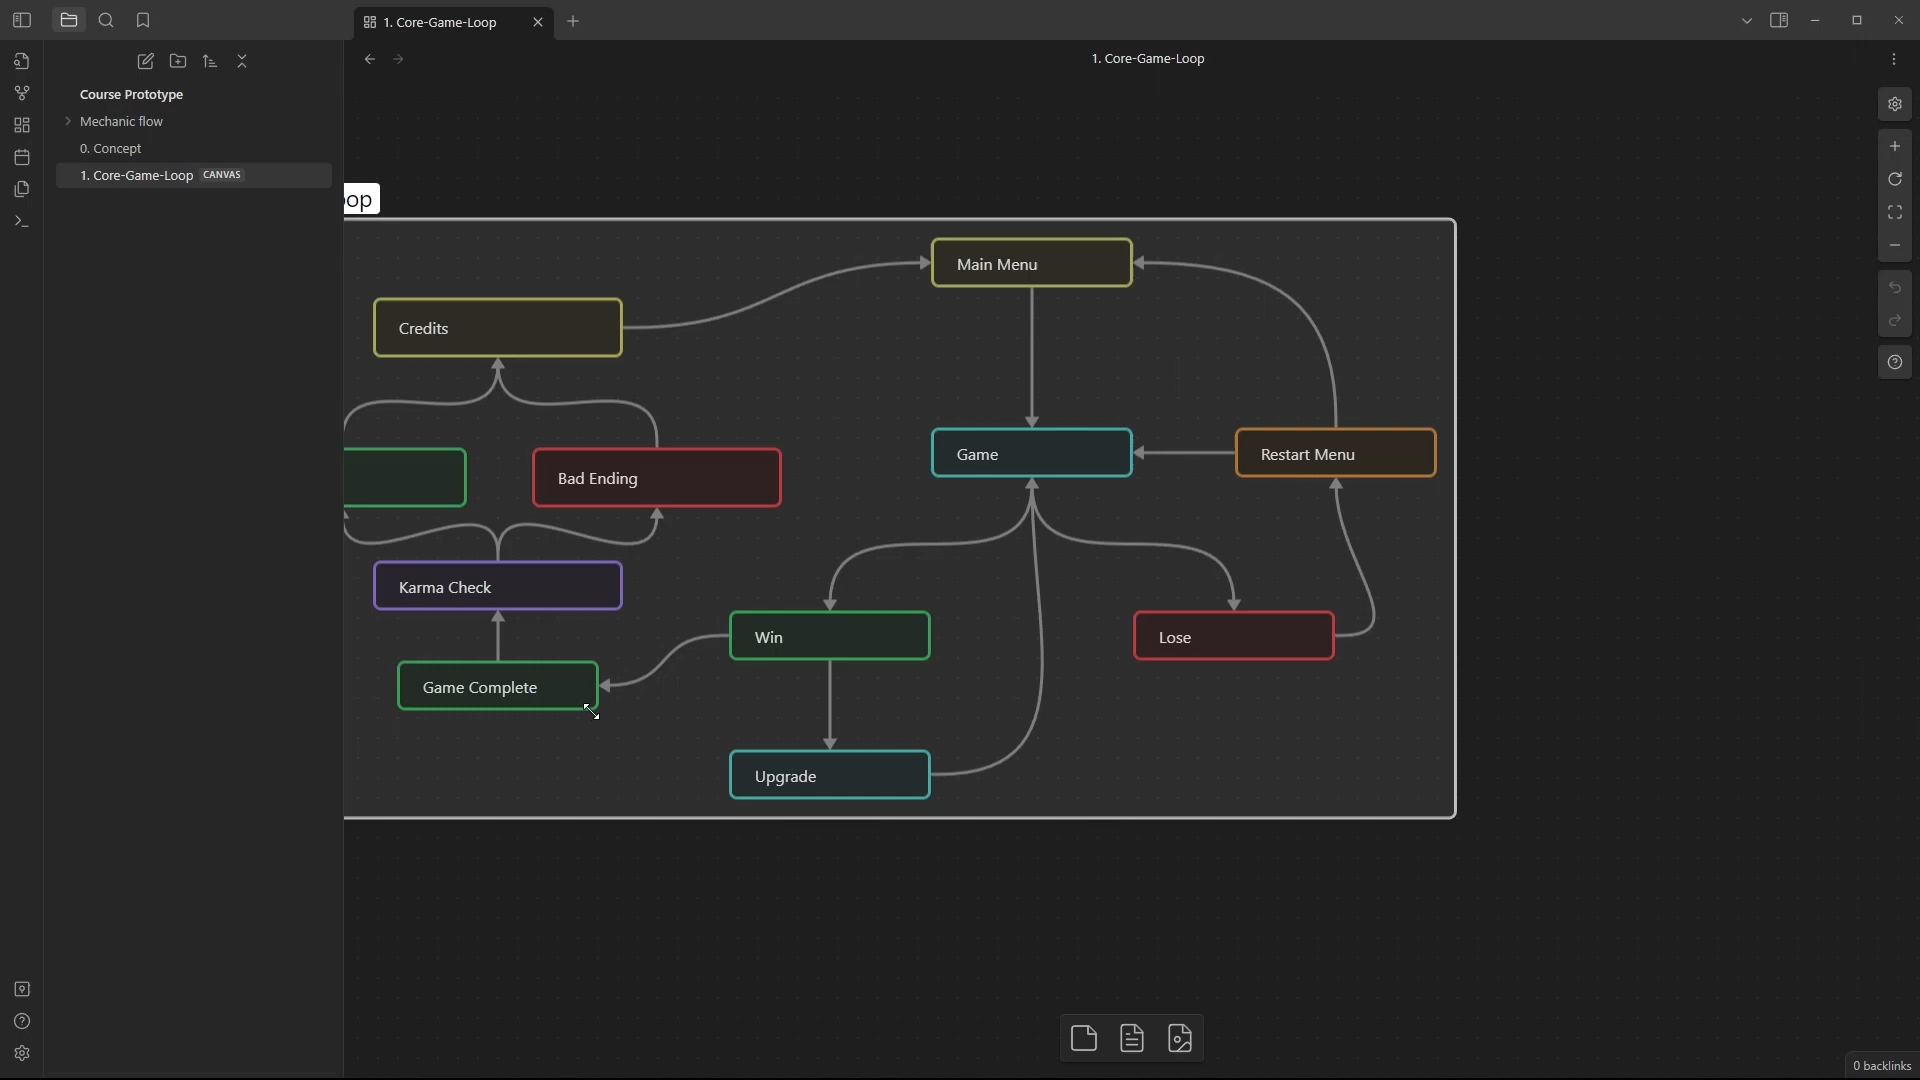 1. Core-Game-Loop
1. Core-Game-Loop
Course Prototype
Mechanic flow
0. Concept
1. Core-Game-Loop CANVAS
oop
Main Menu
Credits
Game
Restart Menu
Bad Ending
Karma Check
Win
Lose
Game Complete
Upgrade
0 backlinks